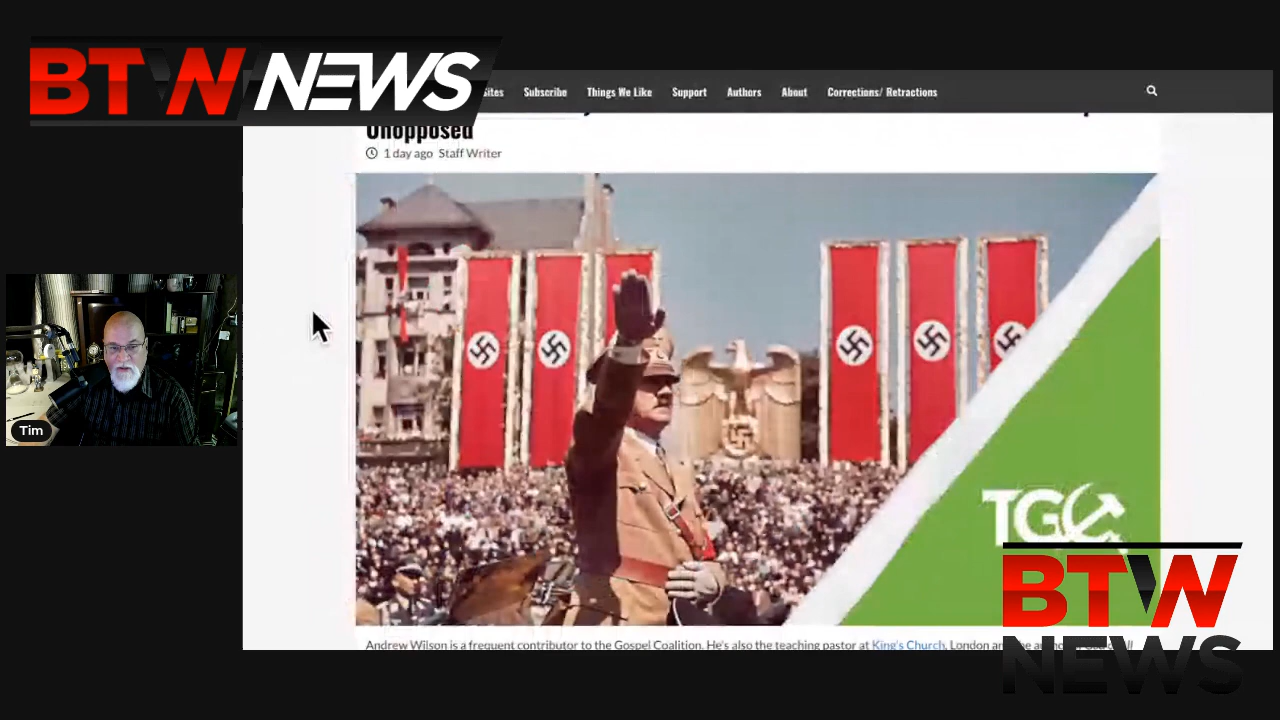 BTW NEWS
Sites Subscribe Things We Like Support Authors About Corrections/ Retractions
Unopposed
1 day ago Staff Writer
Tim
TGC
BTW
NEWS
Andrew Wilson is a frequent contributor to the Gospel Coalition. He's also the teaching pastor at King's Church, London